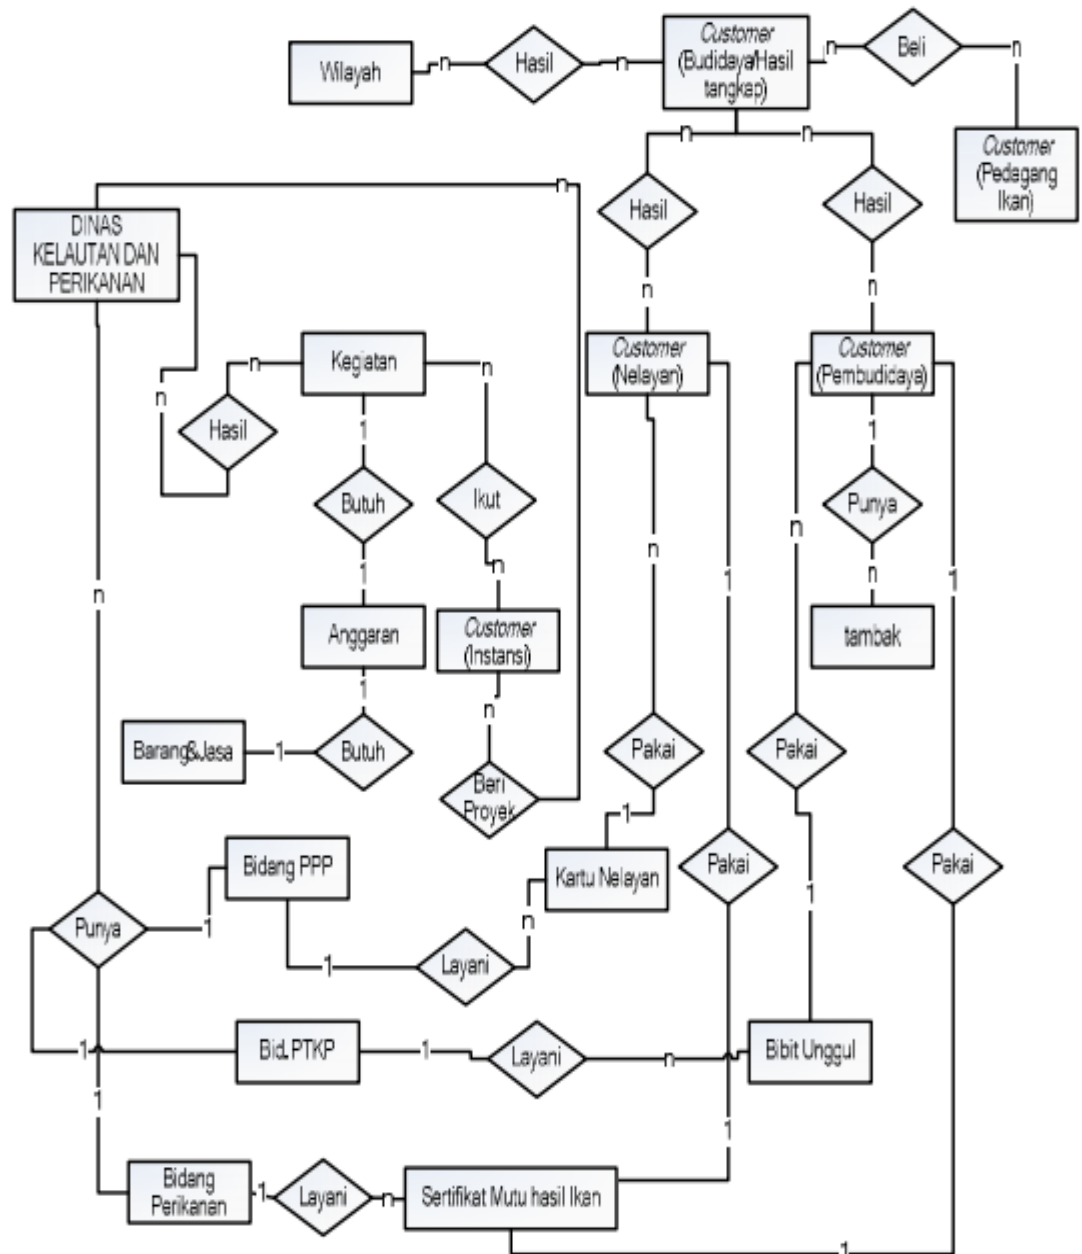 Customer
(Budidaya/Hasil
tangkap)
Beli
Wilayah
n
Hasil
n
n
n
n
n
Customer
(Pedagang
Ikan)
Hasil
Hasil
n
DINAS
KELAUTAN DAN
PERIKANAN
n
n
Kegiatan
Customer
(Nelayan)
Customer
(Pembudidaya)
n
n
n
Hasil
1
1
Butuh
Ikut
Punya
n
n
n
1
n
n
1
1
n
Anggaran
Customer
(Instansi)
tambak
1
n
Barang&Jasa
1
Butuh
Pakai
Pakai
Beri
Proyek
1
Bidang PPP
Kartu Nelayan
Pakai
Pakai
1
Punya
1
n
1
Layani
1
Bid. PTKP
1
Layani
n
Bibit Unggul
1
1
Bidang
Perikanan
1
Layani
n
Sertifikat Mutu hasil Ikan
1